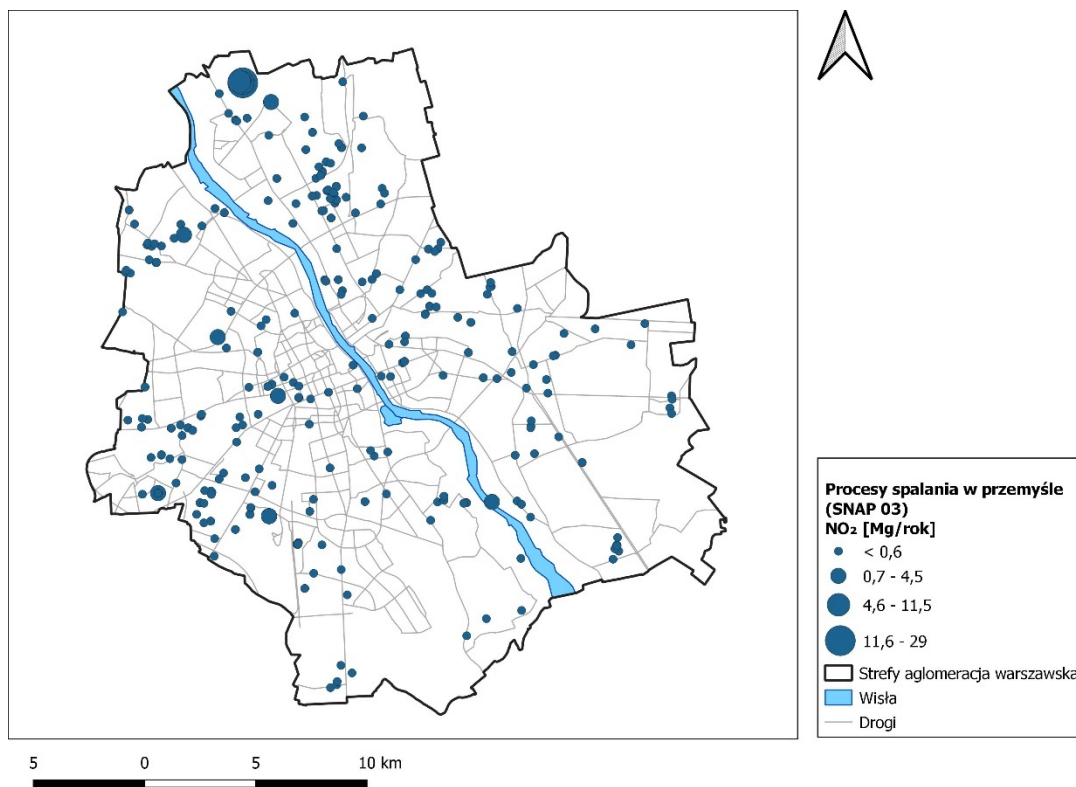 Procesy spalania w przemyśle
(SNAP 03)
NO₂ [Mg/rok]
< 0,6
0,7 - 4,5
4,6 - 11,5
11,6 - 29
Strefy aglomeracja warszawska
Wisła
Drogi
5 0 5 10 km